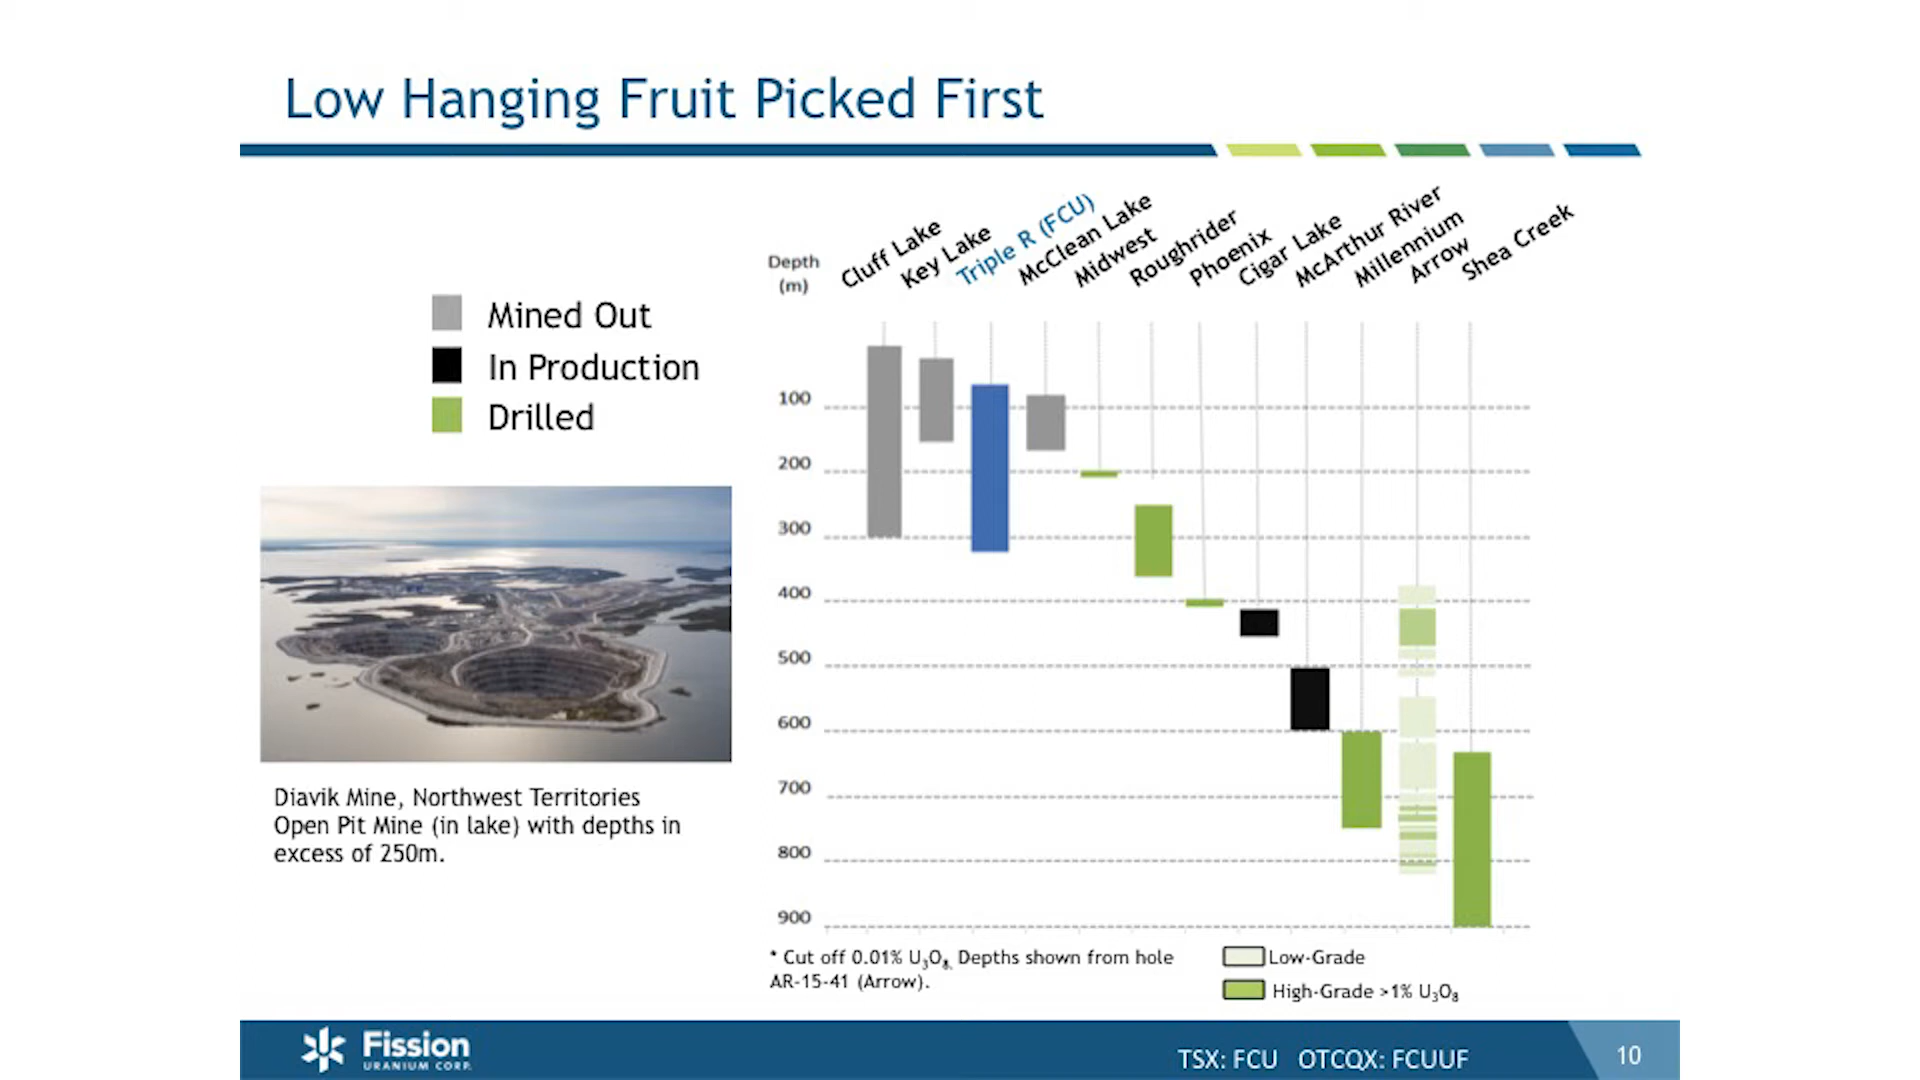 Low Hanging Fruit Picked First
Mined Out
In Production
Drilled
Diavik Mine, Northwest Territories
Open Pit Mine (in lake) with depths in
excess of 250m.
Depth
(m)
Cluff Lake
Key Lake
Triple R (FCU)
McClean Lake
Midwest
Roughrider
Phoenix
Cigar Lake
McArthur River
Millennium
Arrow
Shea Creek
100
200
300
400
500
600
700
800
900
* Cut off 0.01% U₃O₈. Depths shown from hole
AR-15-41 (Arrow).
Low-Grade
High-Grade >1% U₃O₈
Fission
URANIUM CORP.
TSX: FCU OTCQX: FCUUF
10